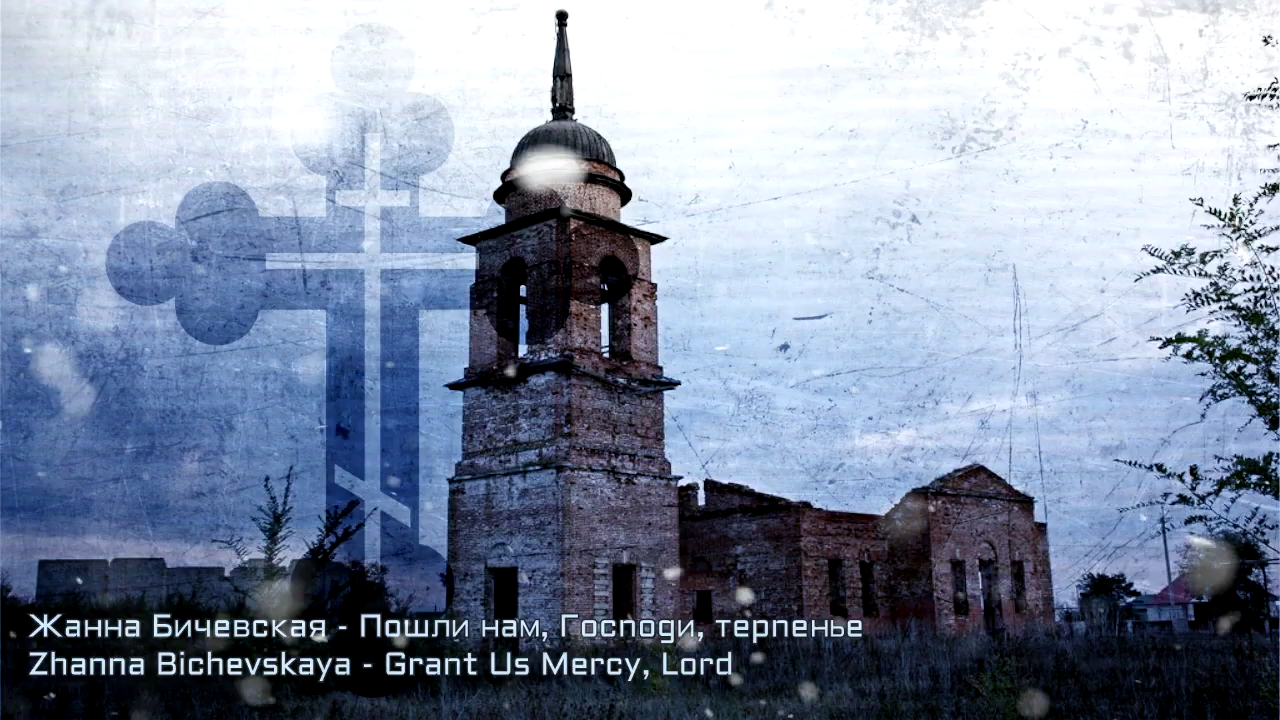 Жанна Бичевская - Пошли нам, Господи, терпенье
Zhanna Bichevskaya - Grant Us Mercy, Lord